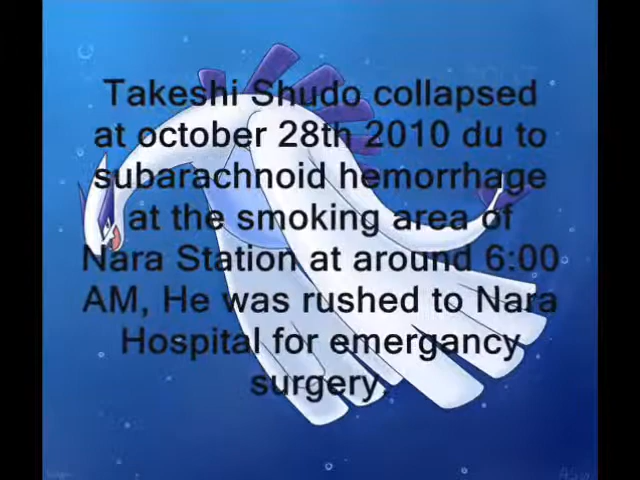 Takeshi Shudo collapsed
at october 28th 2010 du to
subarachnoid hemorrhage
at the smoking area of
Nara Station at around 6:00
AM, He was rushed to Nara
Hospital for emergancy
surgery.